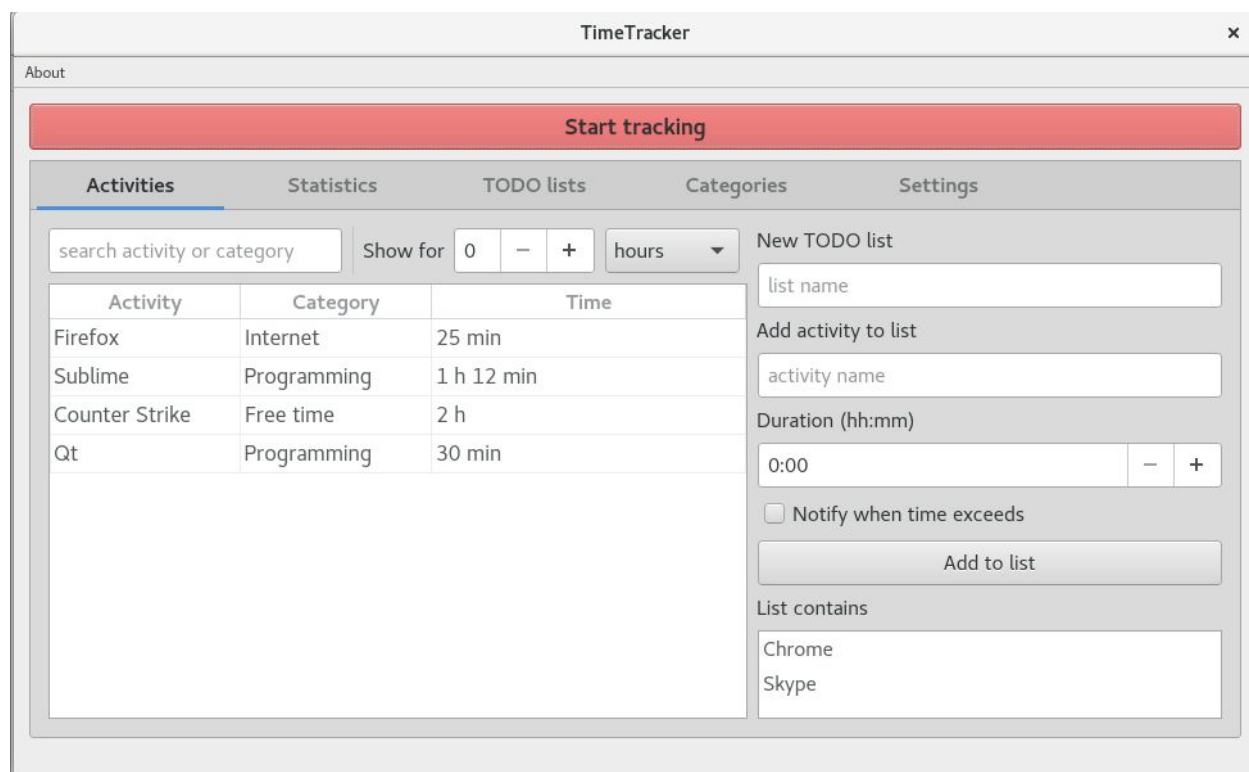 TimeTracker ×
About
Start tracking
Activities Statistics TODO lists Categories Settings
search activity or category Show for 0 − + hours
Activity Category Time
Firefox Internet 25 min
Sublime Programming 1 h 12 min
Counter Strike Free time 2 h
Qt Programming 30 min
New TODO list
list name
Add activity to list
activity name
Duration (hh:mm)
0:00 − +
Notify when time exceeds
Add to list
List contains
Chrome
Skype